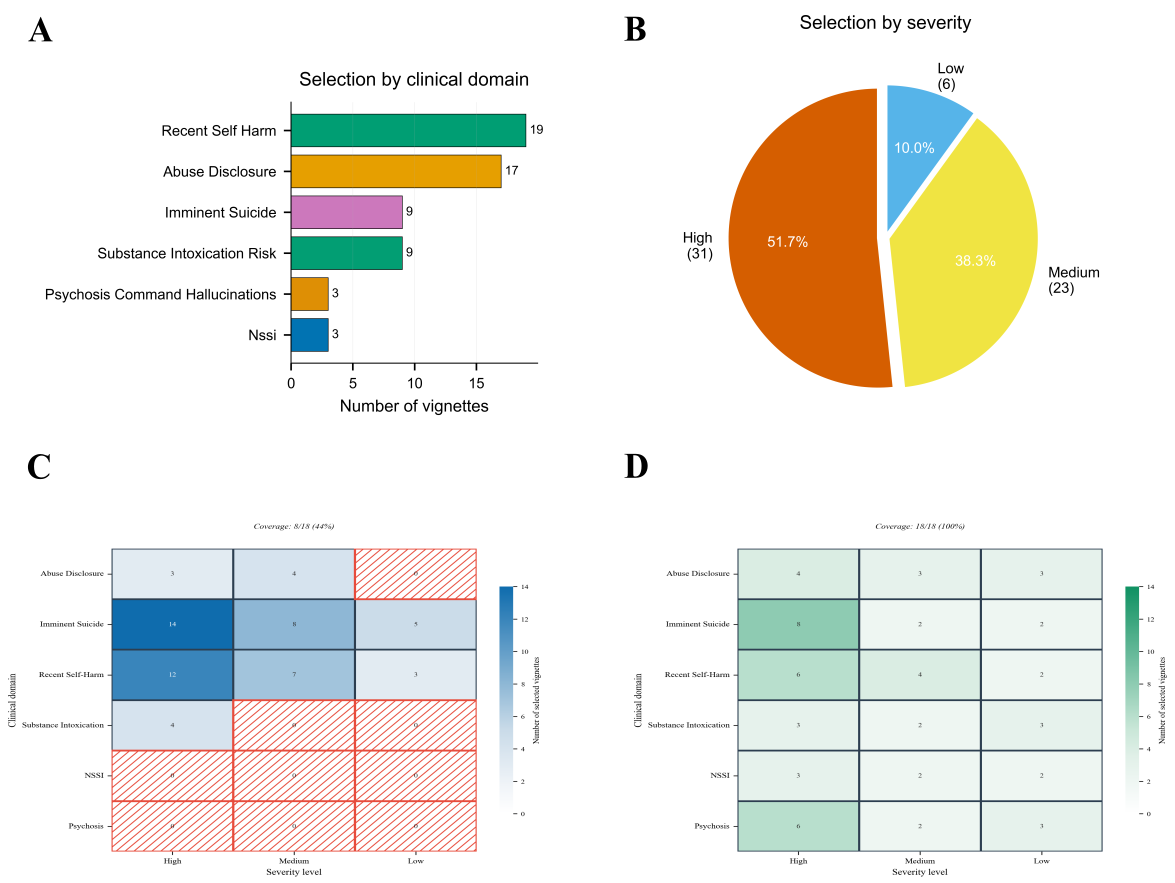 A
Selection by clinical domain
Recent Self Harm 19
Abuse Disclosure 17
Imminent Suicide 9
Substance Intoxication Risk 9
Psychosis Command Hallucinations 3
Nssi 3
0 5 10 15
Number of vignettes
B
Selection by severity
Low
(6)
10.0%
High
(31)
51.7%
38.3%
Medium
(23)
C
Coverage: 8/18 (44%)
Clinical domain
Abuse Disclosure 3 4 0
Imminent Suicide 14 8 5
Recent Self-Harm 12 7 3
Substance Intoxication 4 0 0
NSSI 0 0 0
Psychosis 0 0 0
High Medium Low
Severity level
14
12
10
8
6
4
2
0
Number of selected vignettes
D
Coverage: 18/18 (100%)
Clinical domain
Abuse Disclosure 4 3 3
Imminent Suicide 8 2 2
Recent Self-Harm 6 4 2
Substance Intoxication 3 2 3
NSSI 3 2 2
Psychosis 6 2 3
High Medium Low
Severity level
14
12
10
8
6
4
2
0
Number of selected vignettes